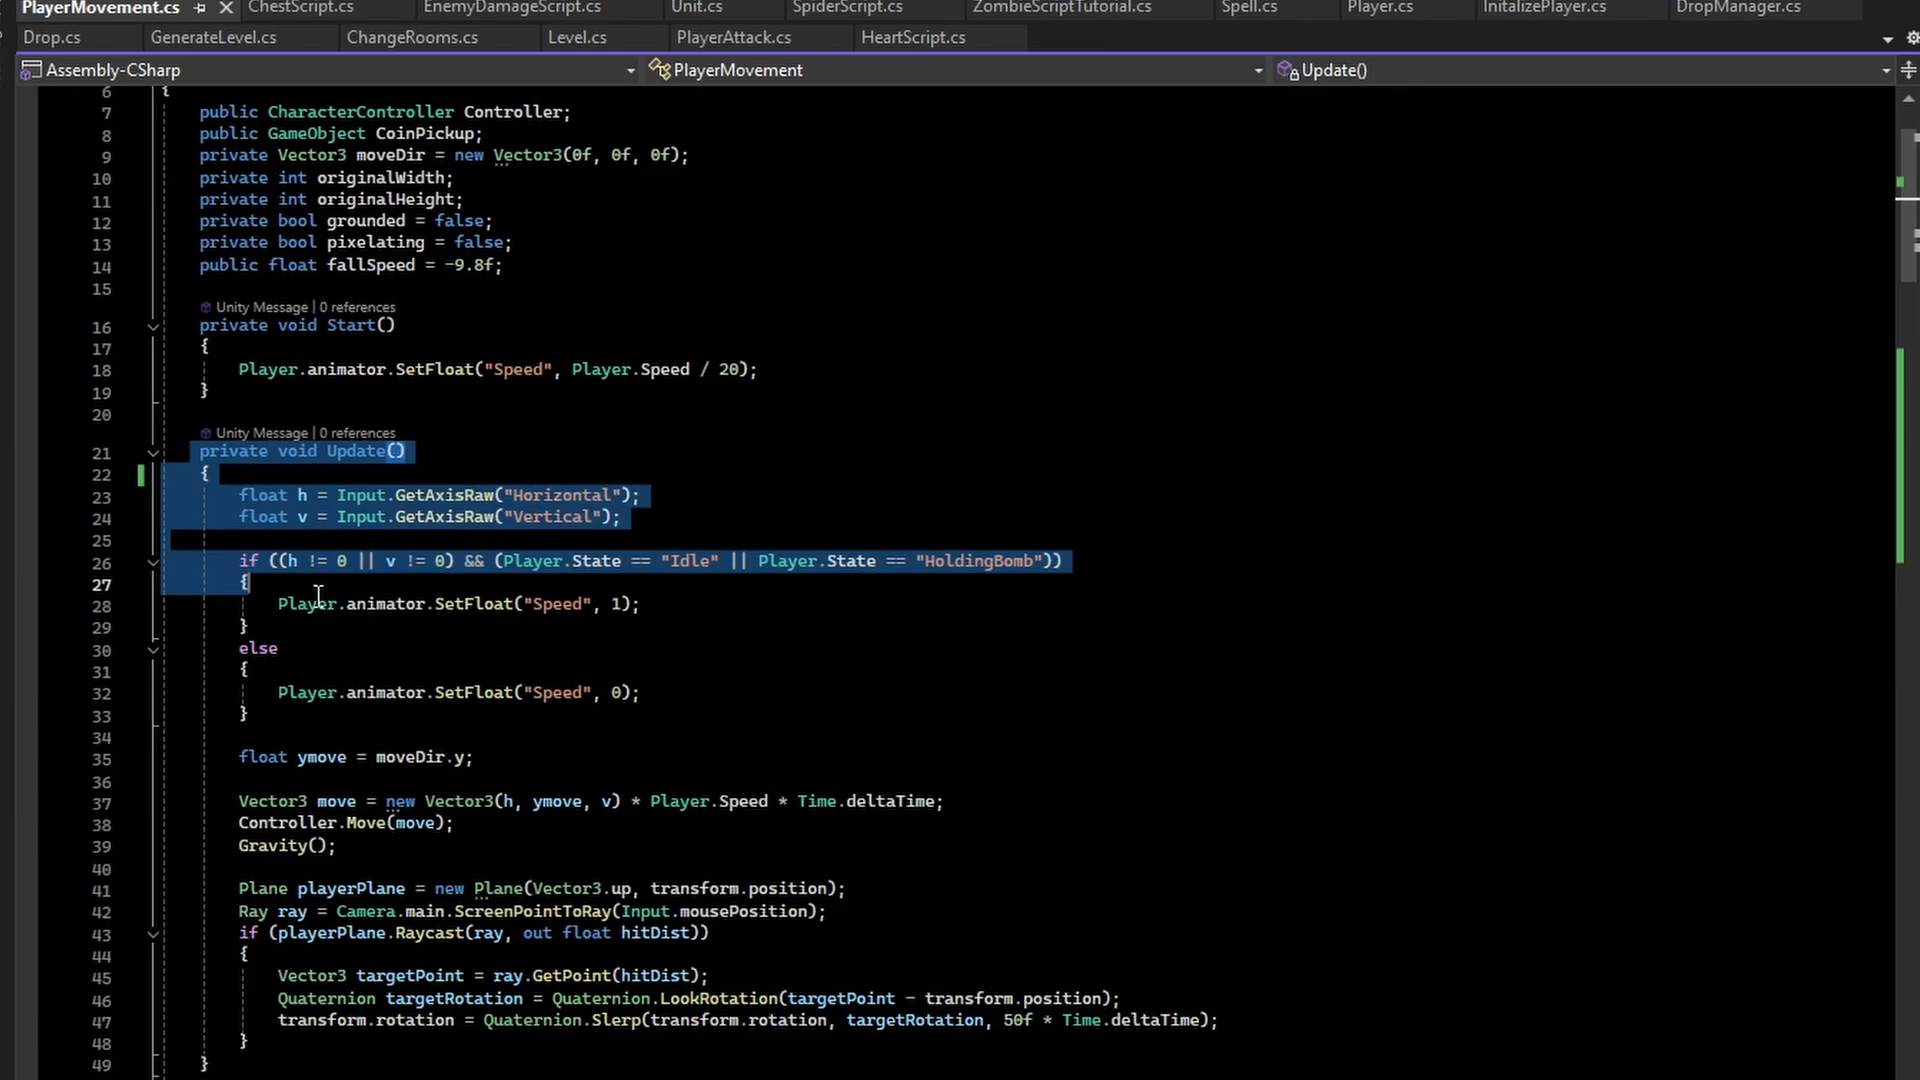 PlayerMovement.cs ChestScript.cs EnemyDamageScript.cs Unit.cs SpiderScript.cs ZombieScriptTutorial.cs Spell.cs Player.cs InitalizePlayer.cs DropManager.cs
Drop.cs GenerateLevel.cs ChangeRooms.cs Level.cs PlayerAttack.cs HeartScript.cs
Assembly-CSharp PlayerMovement Update()
6 {
7 public CharacterController Controller;
8 public GameObject CoinPickup;
9 private Vector3 moveDir = new Vector3(0f, 0f, 0f);
10 private int originalWidth;
11 private int originalHeight;
12 private bool grounded = false;
13 private bool pixelating = false;
14 public float fallSpeed = -9.8f;
15
Unity Message | 0 references
16 private void Start()
17 {
18 Player.animator.SetFloat("Speed", Player.Speed / 20);
19 }
20
Unity Message | 0 references
21 private void Update()
22 {
23 float h = Input.GetAxisRaw("Horizontal");
24 float v = Input.GetAxisRaw("Vertical");
25
26 if ((h != 0 || v != 0) && (Player.State == "Idle" || Player.State == "HoldingBomb"))
27 {
28 Player.animator.SetFloat("Speed", 1);
29 }
30 else
31 {
32 Player.animator.SetFloat("Speed", 0);
33 }
34
35 float ymove = moveDir.y;
36
37 Vector3 move = new Vector3(h, ymove, v) * Player.Speed * Time.deltaTime;
38 Controller.Move(move);
39 Gravity();
40
41 Plane playerPlane = new Plane(Vector3.up, transform.position);
42 Ray ray = Camera.main.ScreenPointToRay(Input.mousePosition);
43 if (playerPlane.Raycast(ray, out float hitDist))
44 {
45 Vector3 targetPoint = ray.GetPoint(hitDist);
46 Quaternion targetRotation = Quaternion.LookRotation(targetPoint - transform.position);
47 transform.rotation = Quaternion.Slerp(transform.rotation, targetRotation, 50f * Time.deltaTime);
48 }
49 }